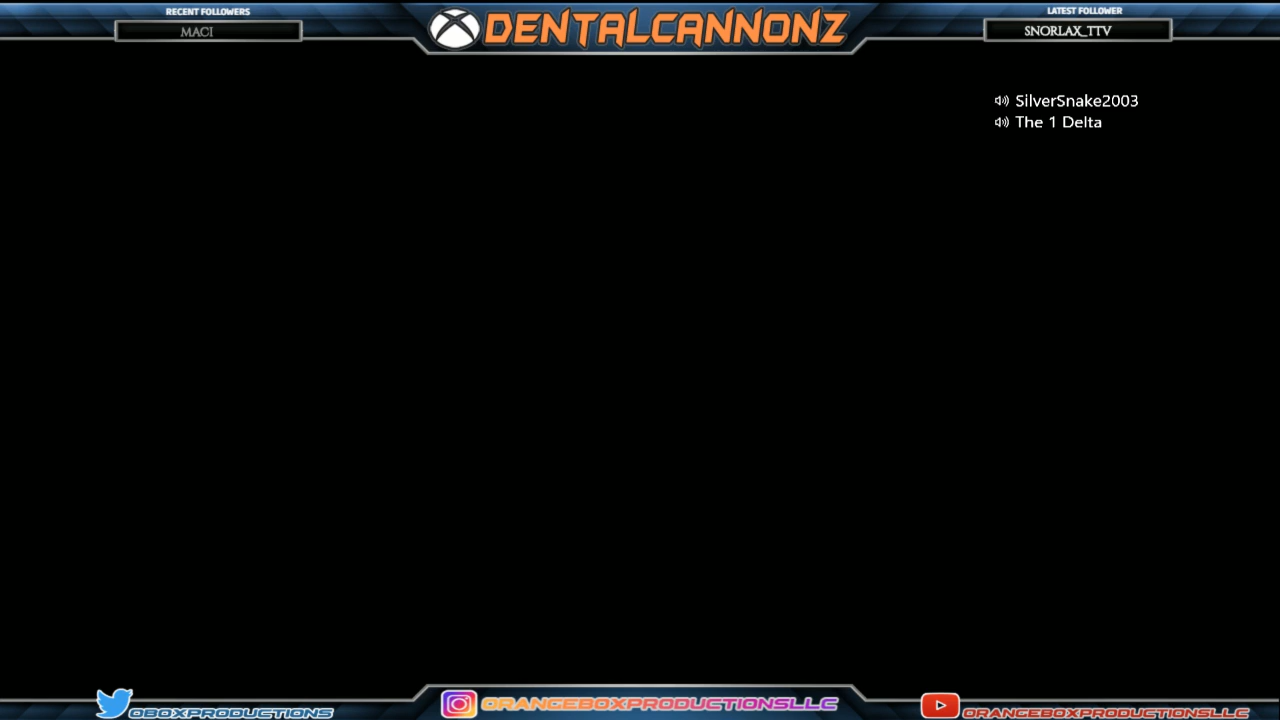 RECENT FOLLOWERS
MACI
DENTALCANNONZ
LATEST FOLLOWER
SNORLAX_TTV
SilverSnake2003
The 1 Delta
OBOXPRODUCTIONS
ORANGEBOXPRODUCTIONSLLC
ORANGEBOXPRODUCTIONSLLC